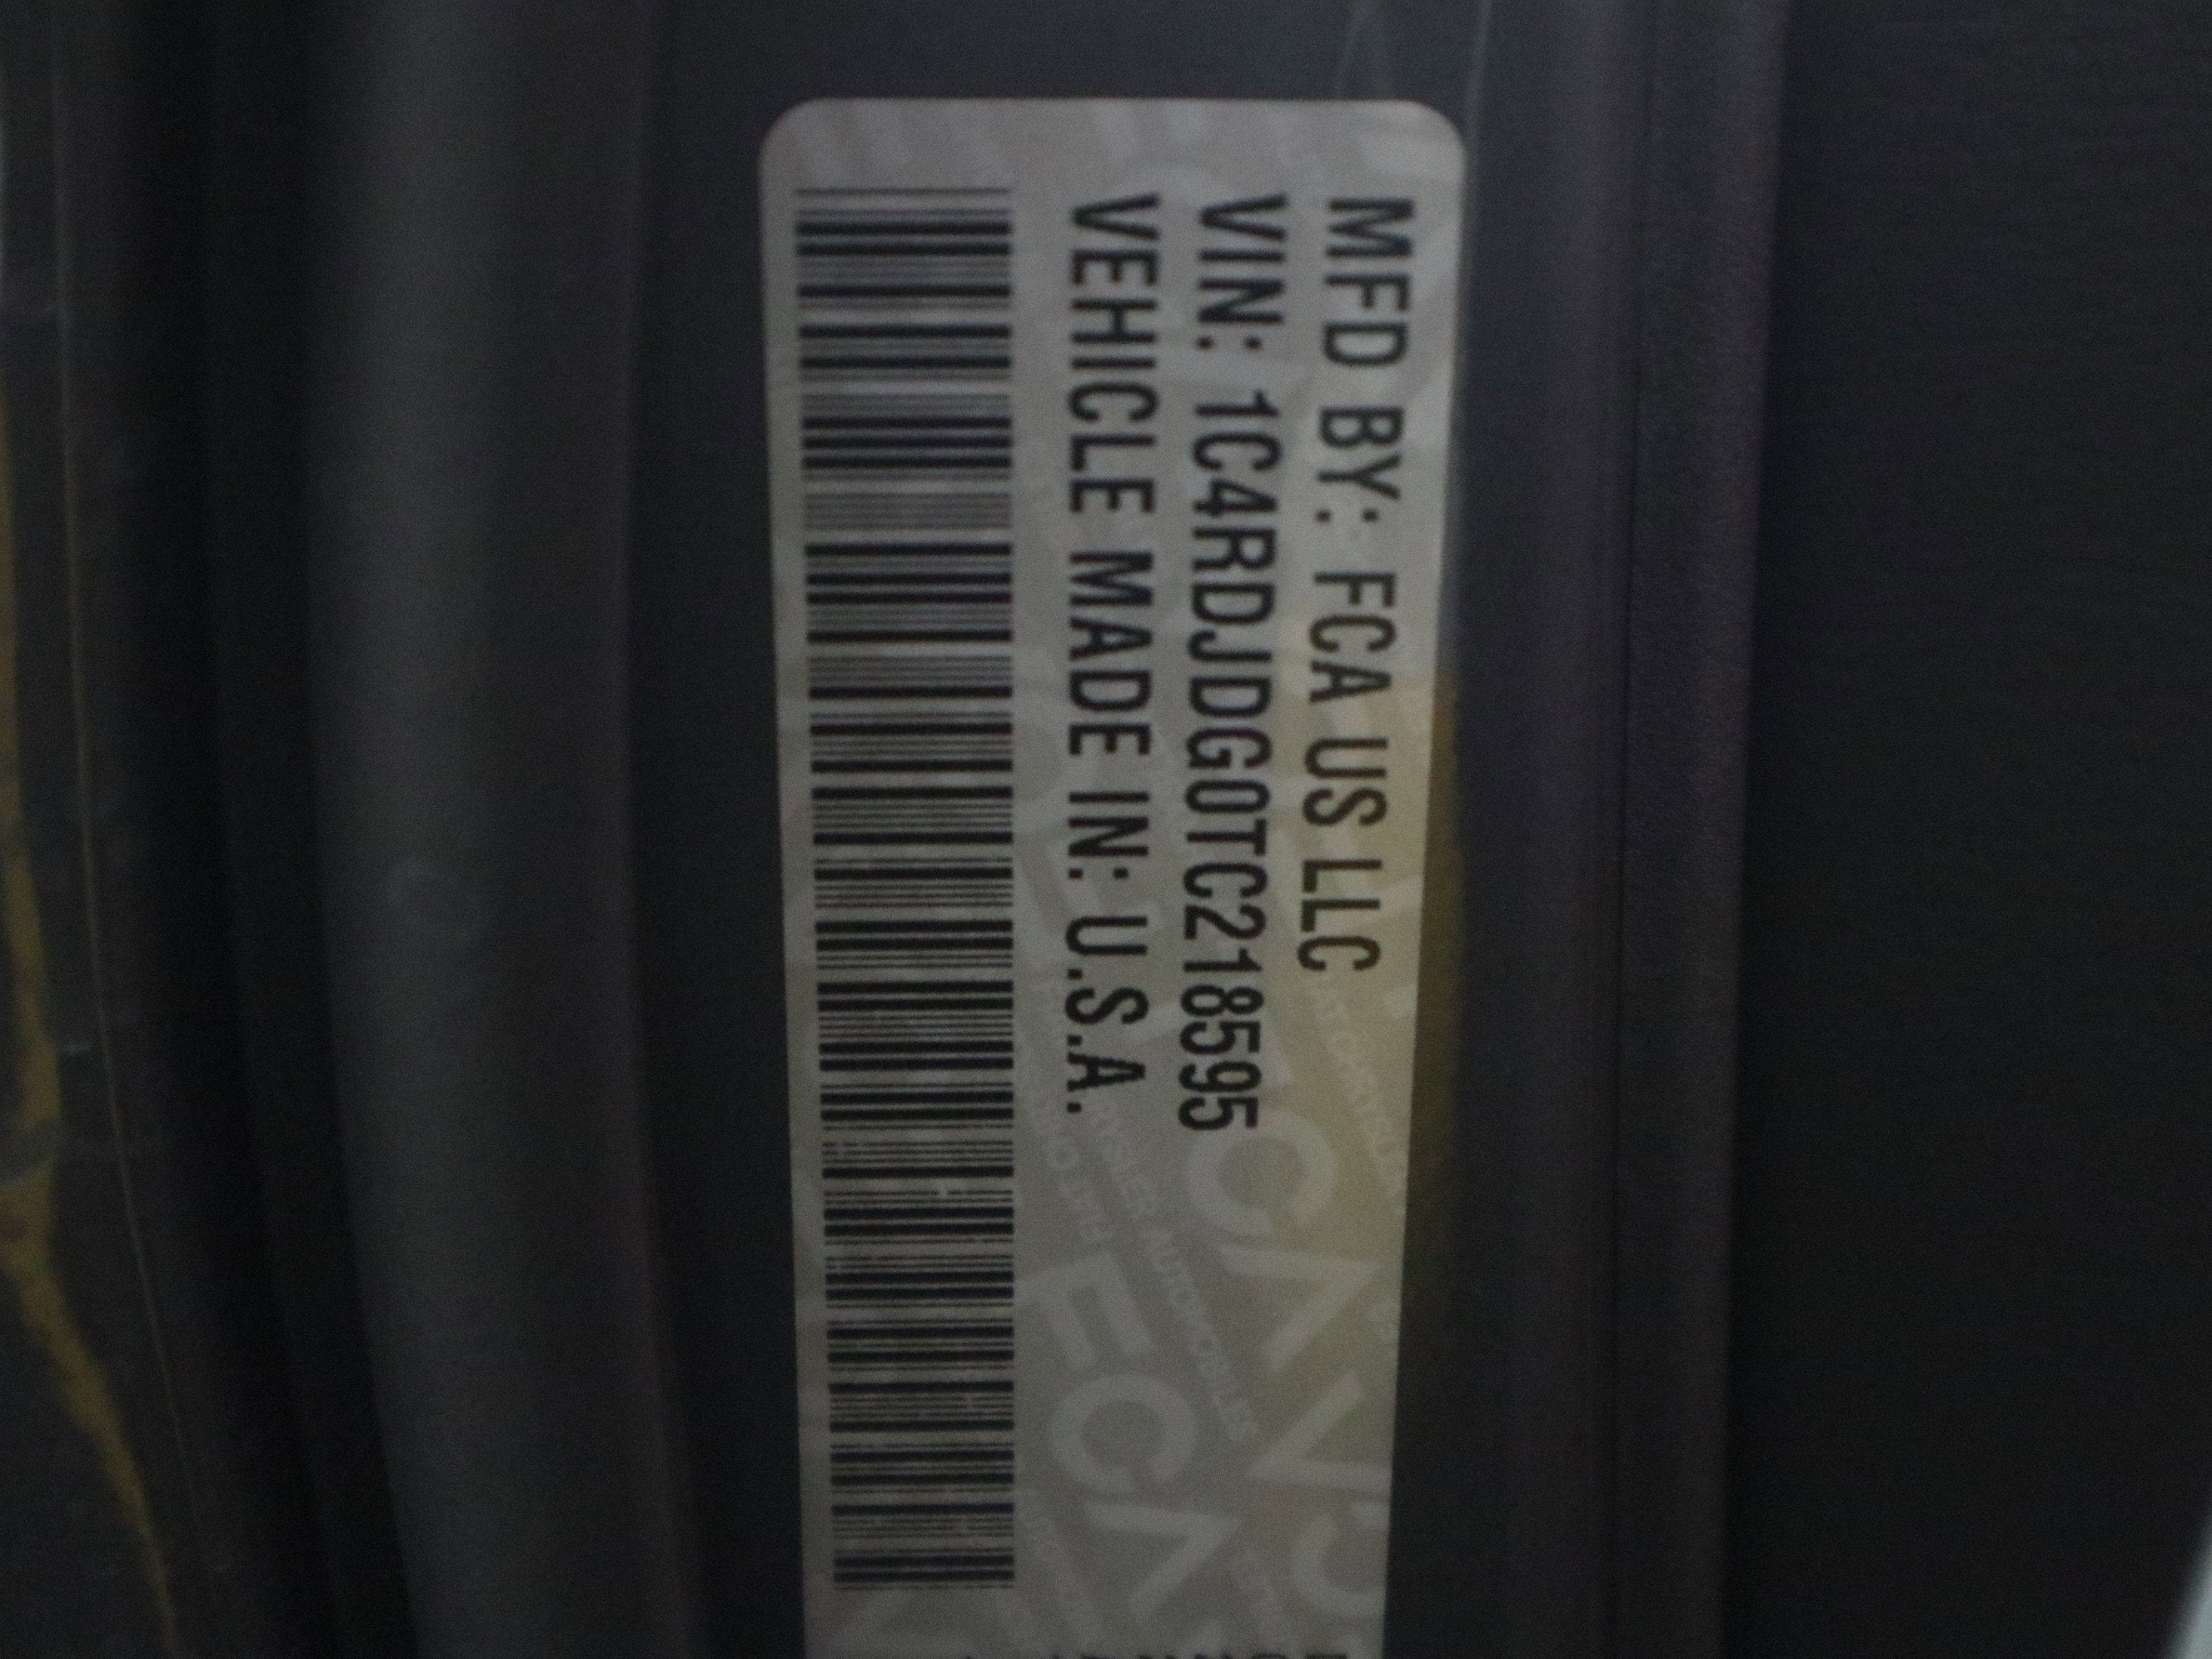 MFD BY: FCA US LLC
VIN: 1C4RDJDG0TC218595
VEHICLE MADE IN: U.S.A.